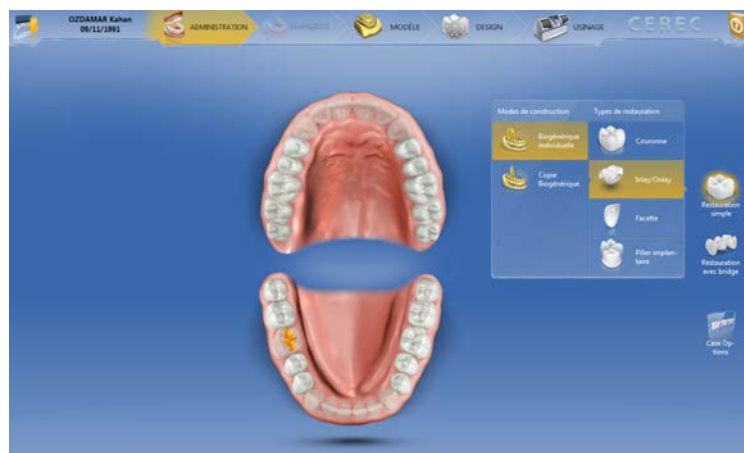 OZDAMAR Kahan
09/11/1991
ADMINISTRATION
EMPREINTE
MODÈLE
DESIGN
USINAGE
CEREC
Modes de construction
Types de restauration
Biogénérique
individuelle
Couronne
Copie
Biogénérique
Inlay/Onlay
Facette
Pilier implan-
taire
Restauration
simple
Restauration
avec bridge
Case Op-
tions